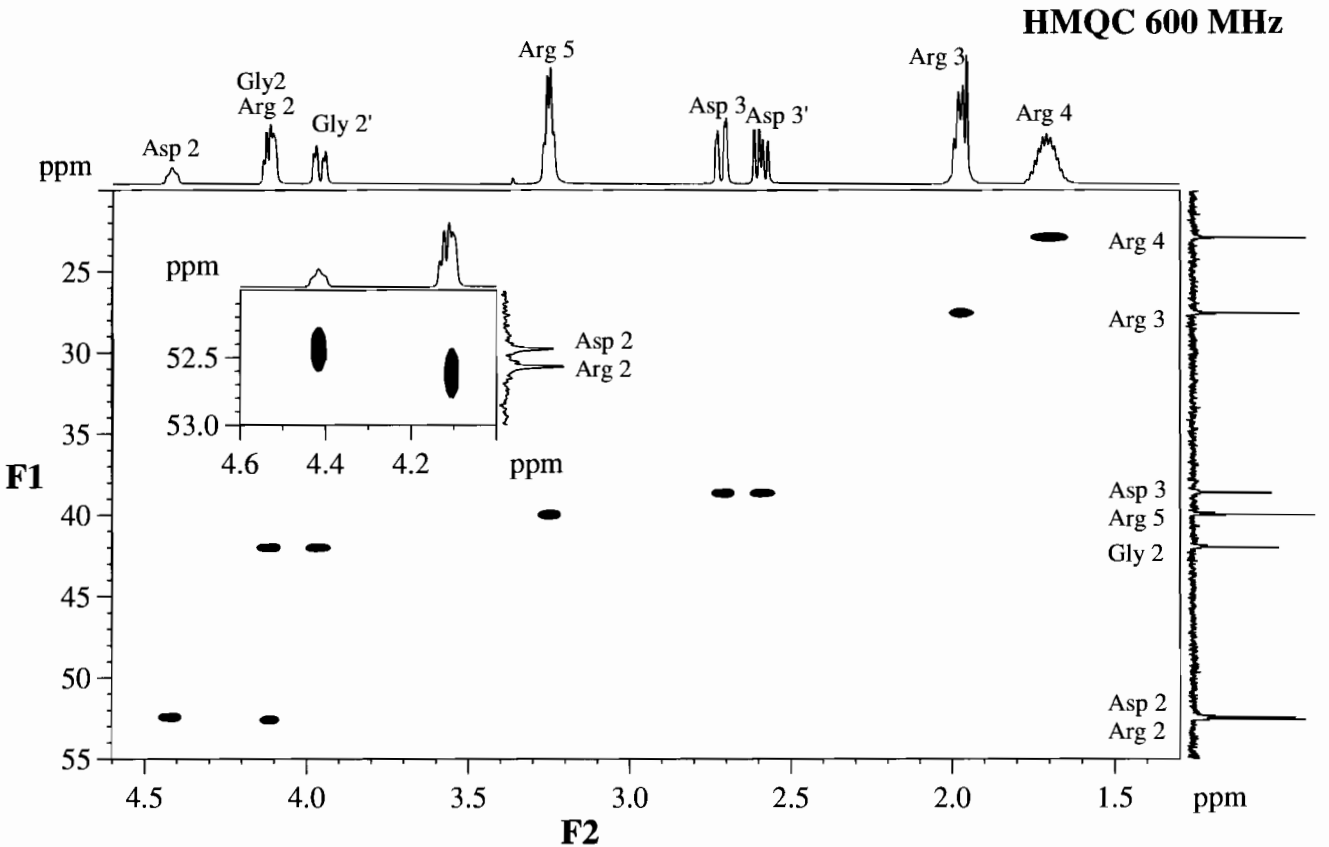 HMQC 600 MHz
Arg 5
Arg 3
Gly2
Arg 2
Asp 3
Asp 3'
Arg 4
Gly 2'
Asp 2
ppm
Arg 4
25
ppm
Arg 3
30
52.5
Asp 2
Arg 2
53.0
35
4.6
4.4
4.2
ppm
F1
Asp 3
40
Arg 5
Gly 2
45
50
Asp 2
Arg 2
55
4.5
4.0
3.5
3.0
2.5
2.0
1.5
ppm
F2